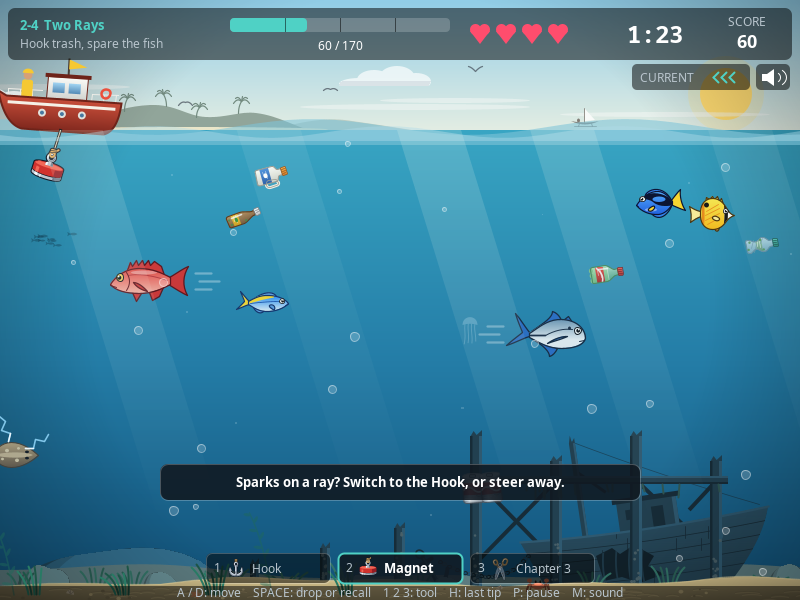 2-4 Two Rays
Hook trash, spare the fish
60 / 170
1:23
SCORE
60
CURRENT
Sparks on a ray? Switch to the Hook, or steer away.
1 Hook
2 Magnet
3 Chapter 3
A / D: move SPACE: drop or recall 1 2 3: tool H: last tip P: pause M: sound